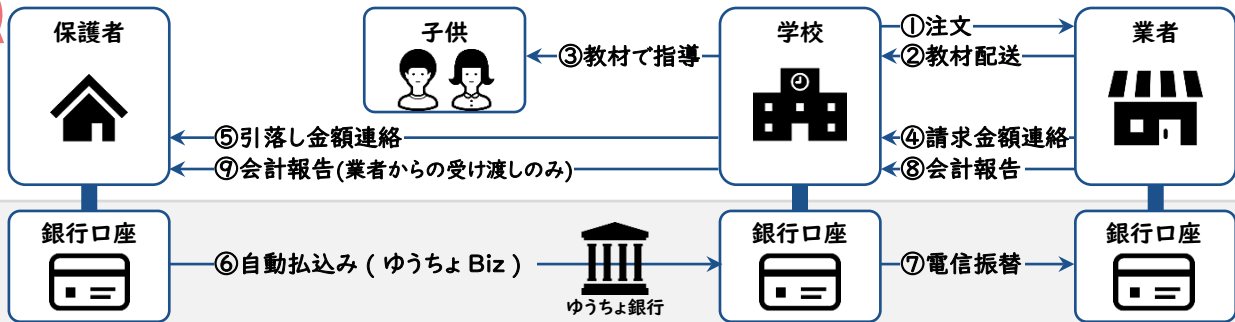 保護者
子供
学校
①注文
業者
②教材配送
③教材で指導
⑤引落し金額連絡
④請求金額連絡
⑨会計報告(業者からの受け渡しのみ)
⑧会計報告
銀行口座
銀行口座
銀行口座
⑥自動払込み ( ゆうちょ Biz )
⑦電信振替
ゆうちょ銀行